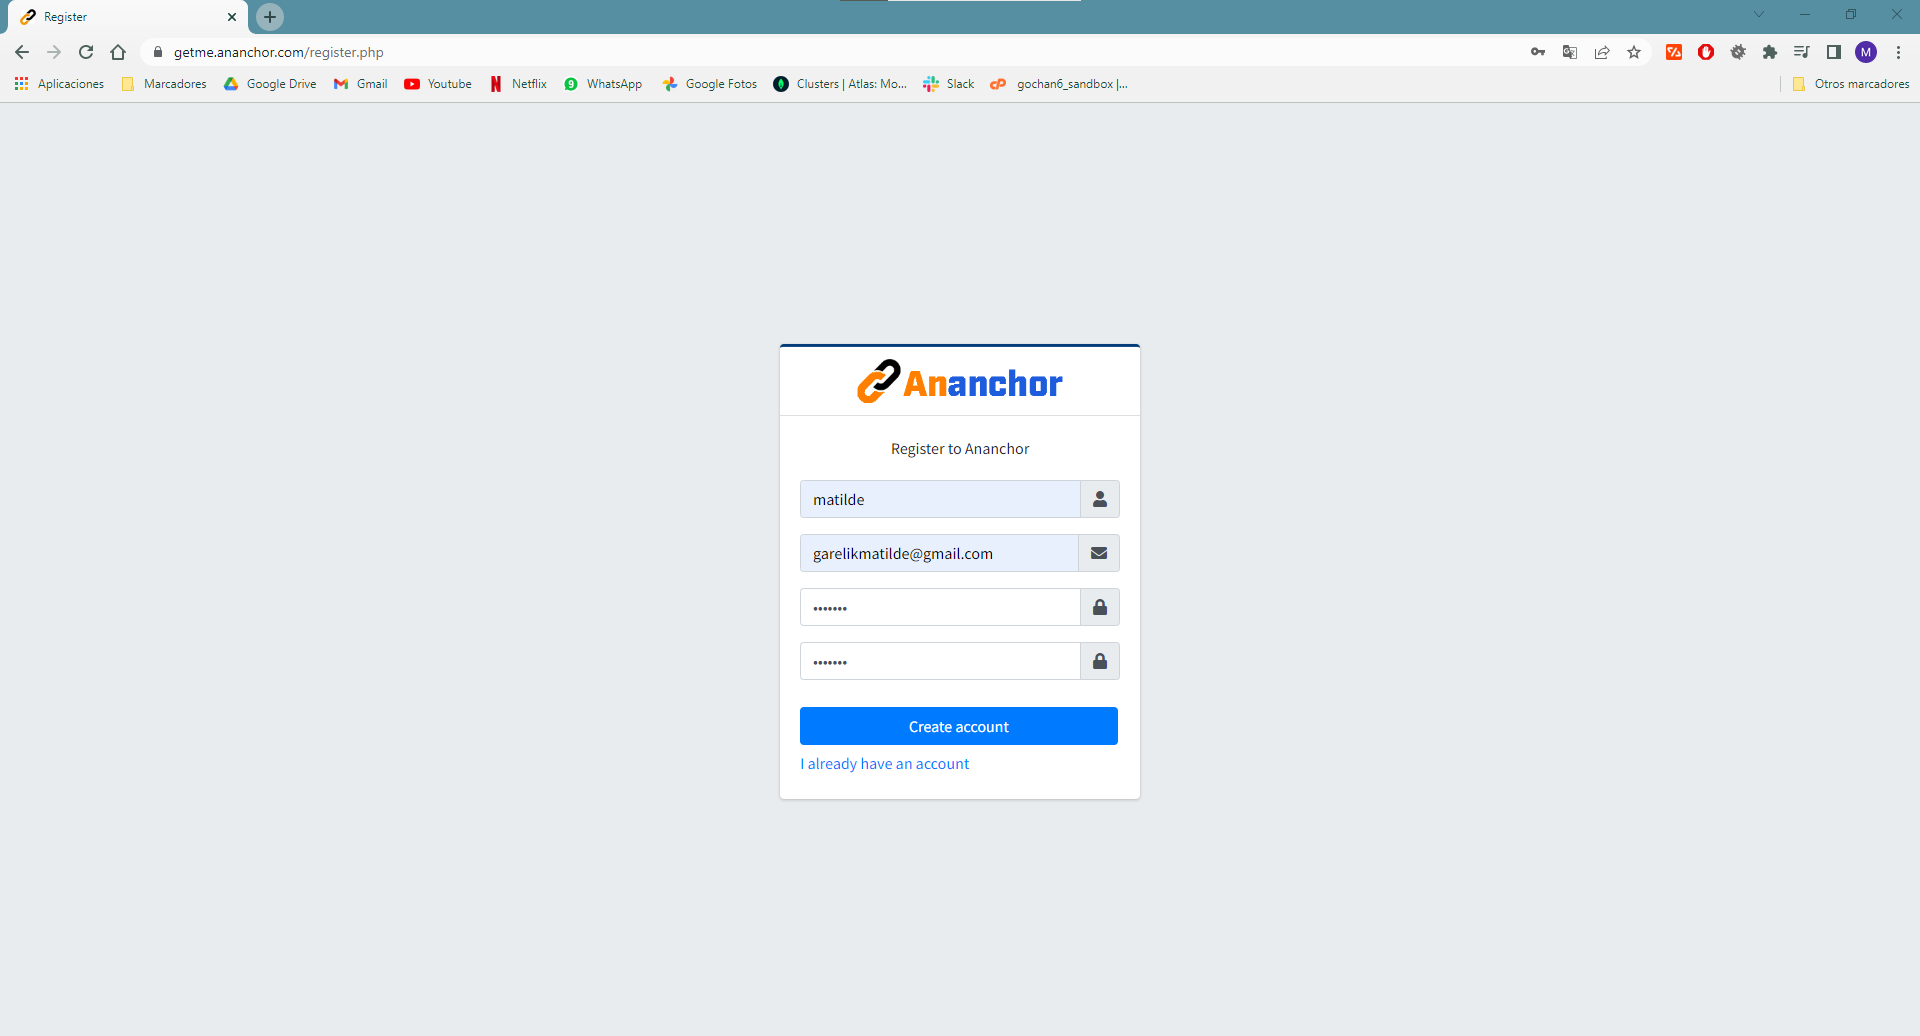 Register
getme.ananchor.com/register.php
Aplicaciones Marcadores Google Drive Gmail Youtube Netflix WhatsApp Google Fotos Clusters | Atlas: Mo... Slack gochan6_sandbox |... Otros marcadores
M
Ananchor
Register to Ananchor
matilde
garelikmatilde@gmail.com
•••••••
•••••••
Create account
I already have an account